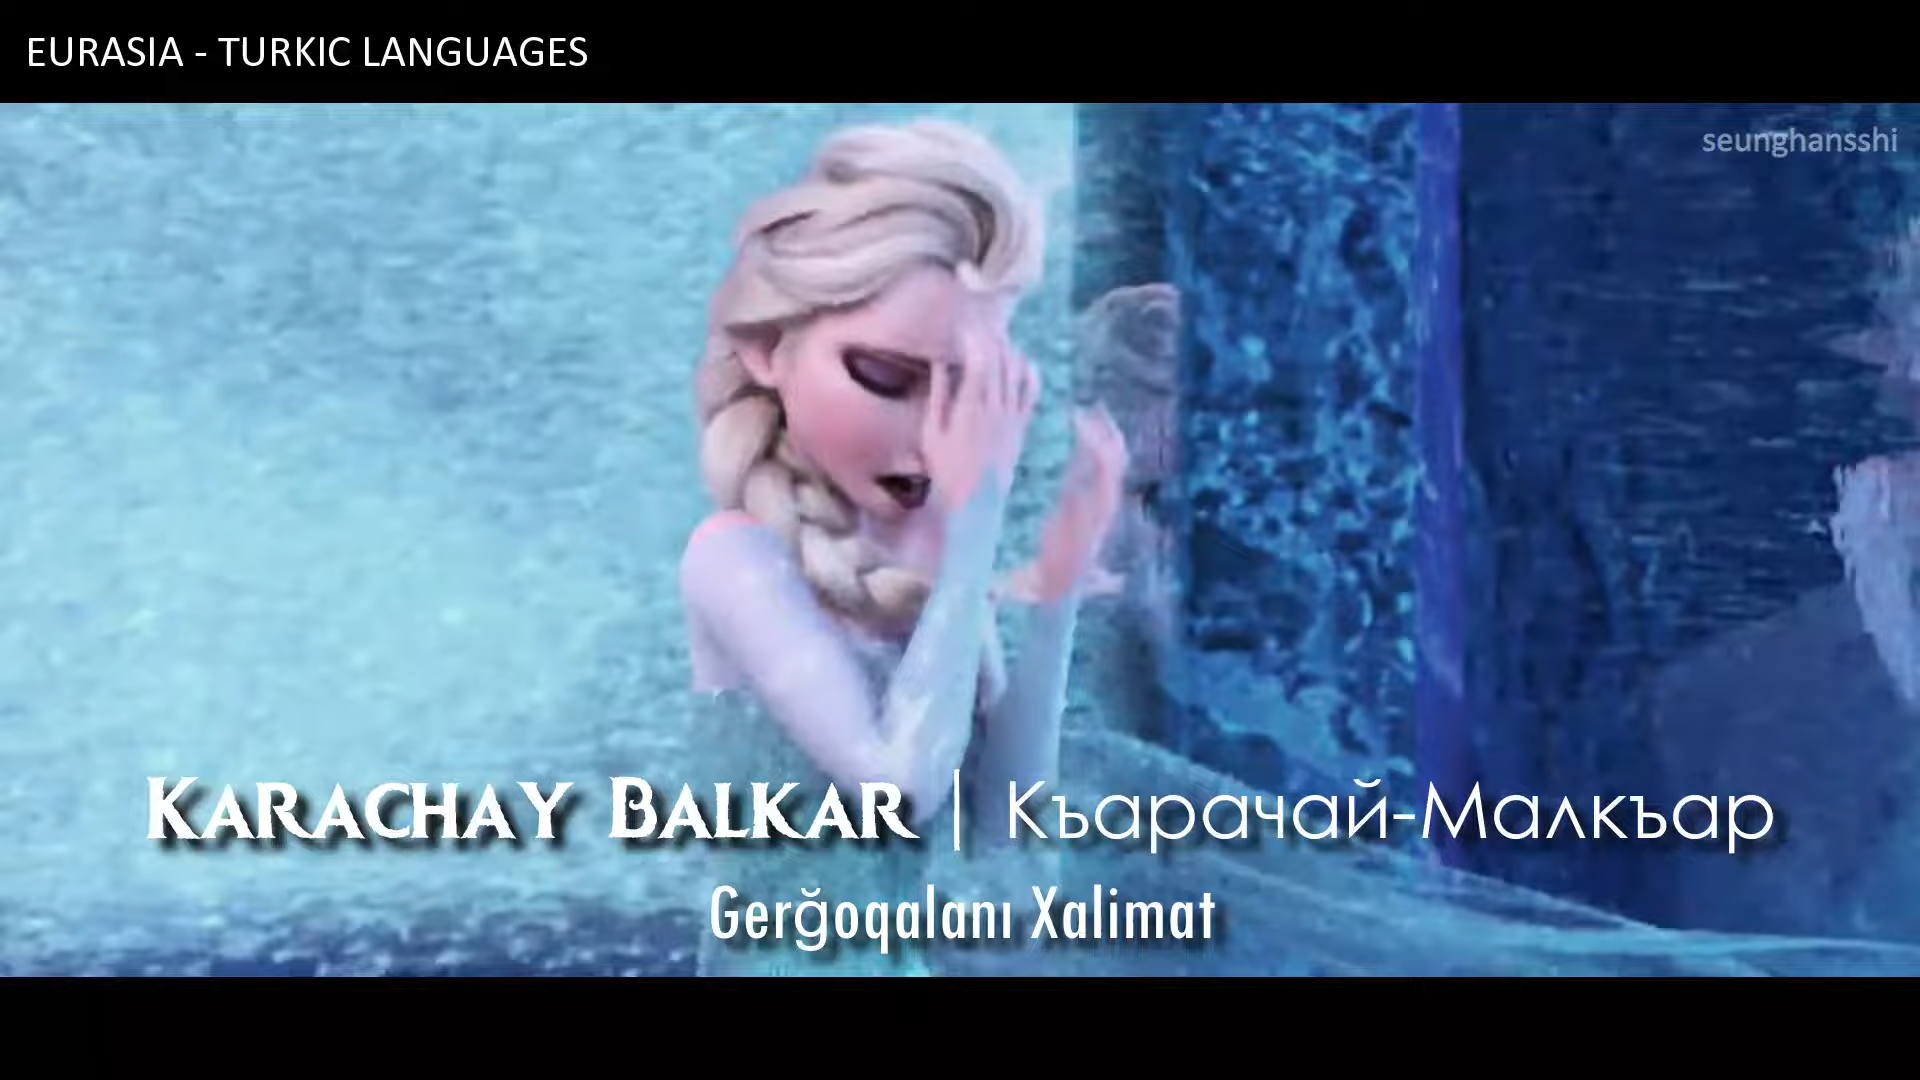 EURASIA - TURKIC LANGUAGES
seunghansshi
KARACHAY BALKAR | Къарачай-Малкъар
Gerğoqalanı Xalimat